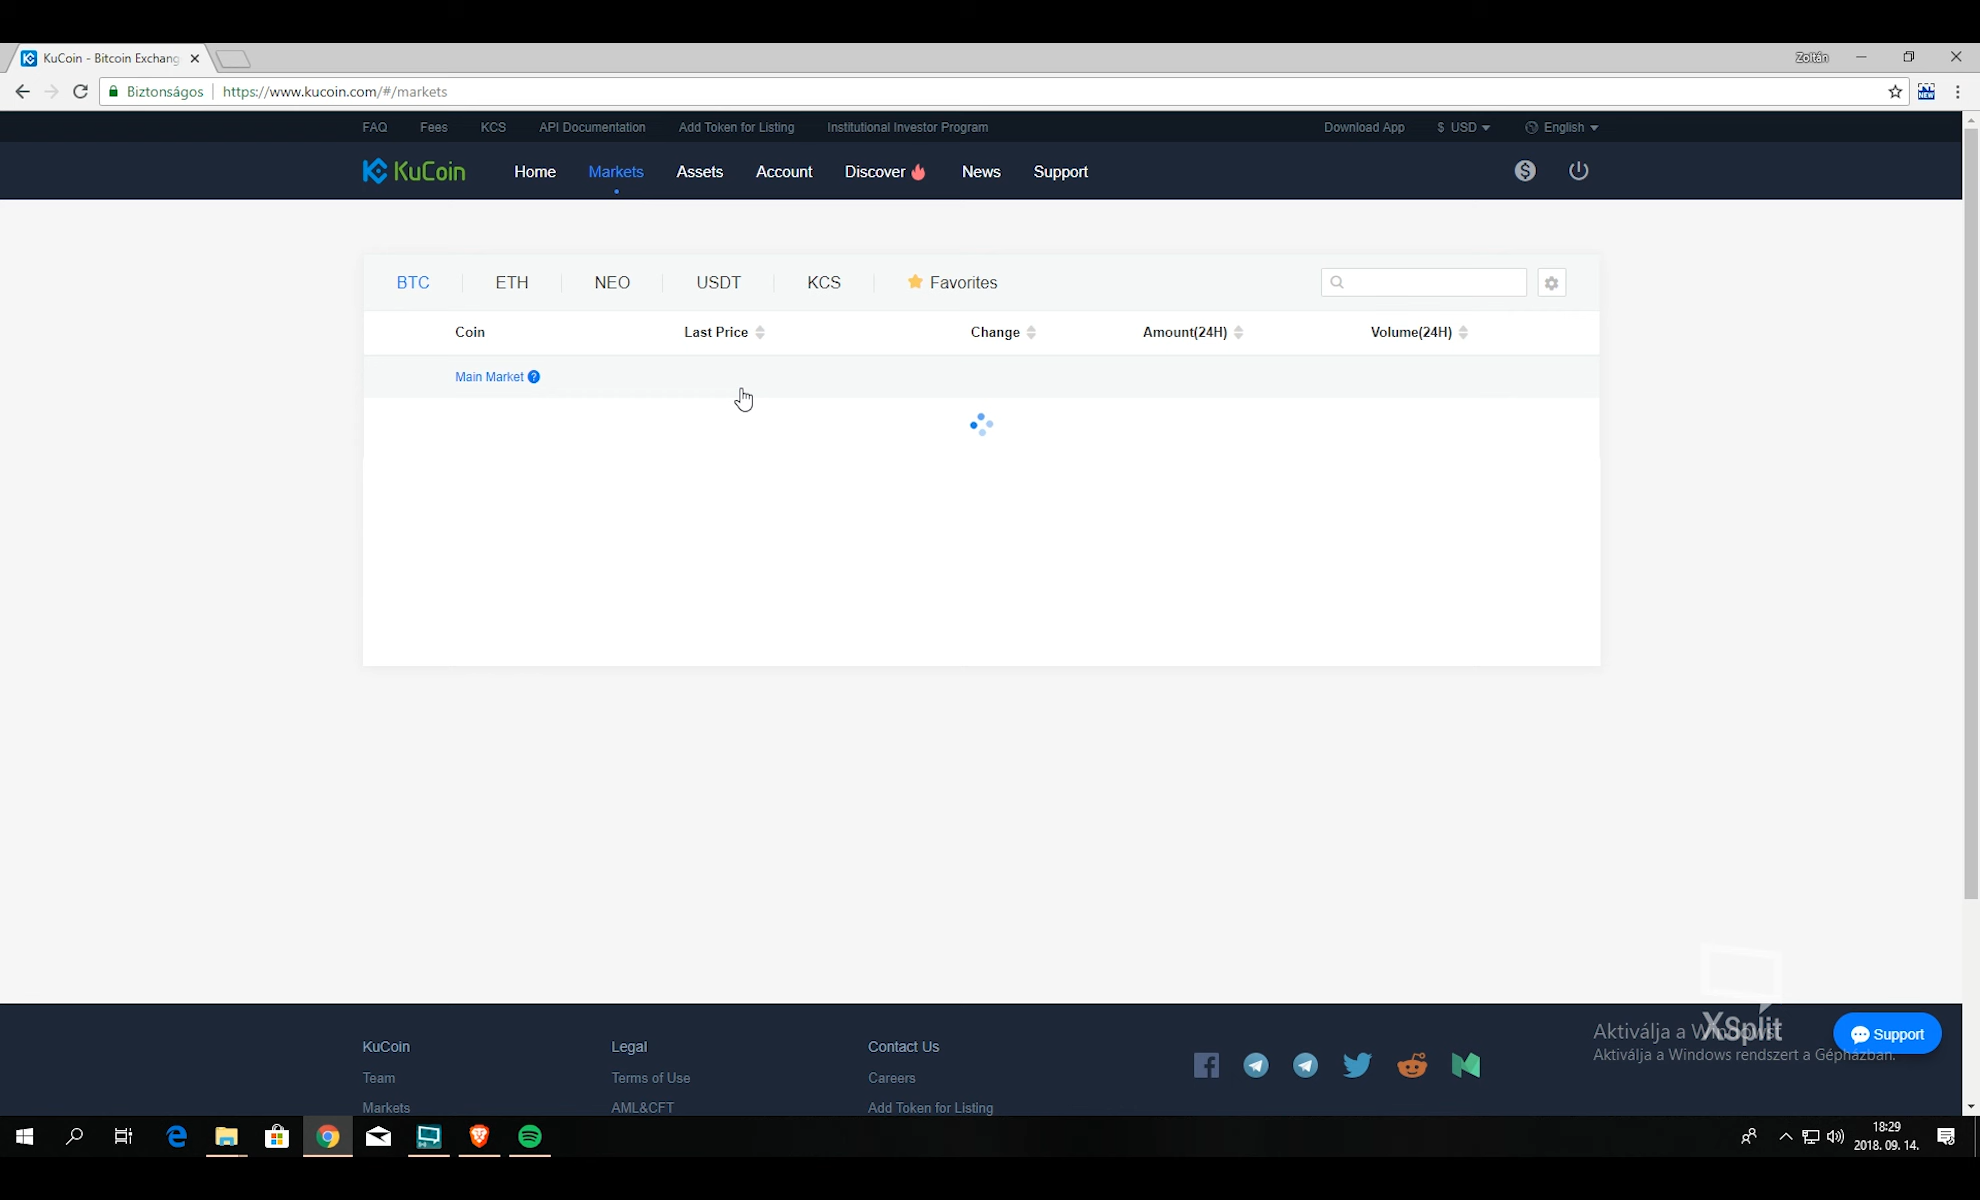 KuCoin - Bitcoin Exchang
Zoltán
Biztonságos https://www.kucoin.com/#/markets
NEW
FAQ Fees KCS API Documentation Add Token for Listing Institutional Investor Program Download App $ USD English
KuCoin Home Markets Assets Account Discover News Support
BTC ETH NEO USDT KCS Favorites
Coin Last Price Change Amount(24H) Volume(24H)
Main Market ?
KuCoin Legal Contact Us
Team Terms of Use Careers
Markets AML&CFT Add Token for Listing
XSplit
Aktiválja a Windowst
Aktiválja a Windows rendszert a Gépházban.
Support
18:29
2018. 09. 14.